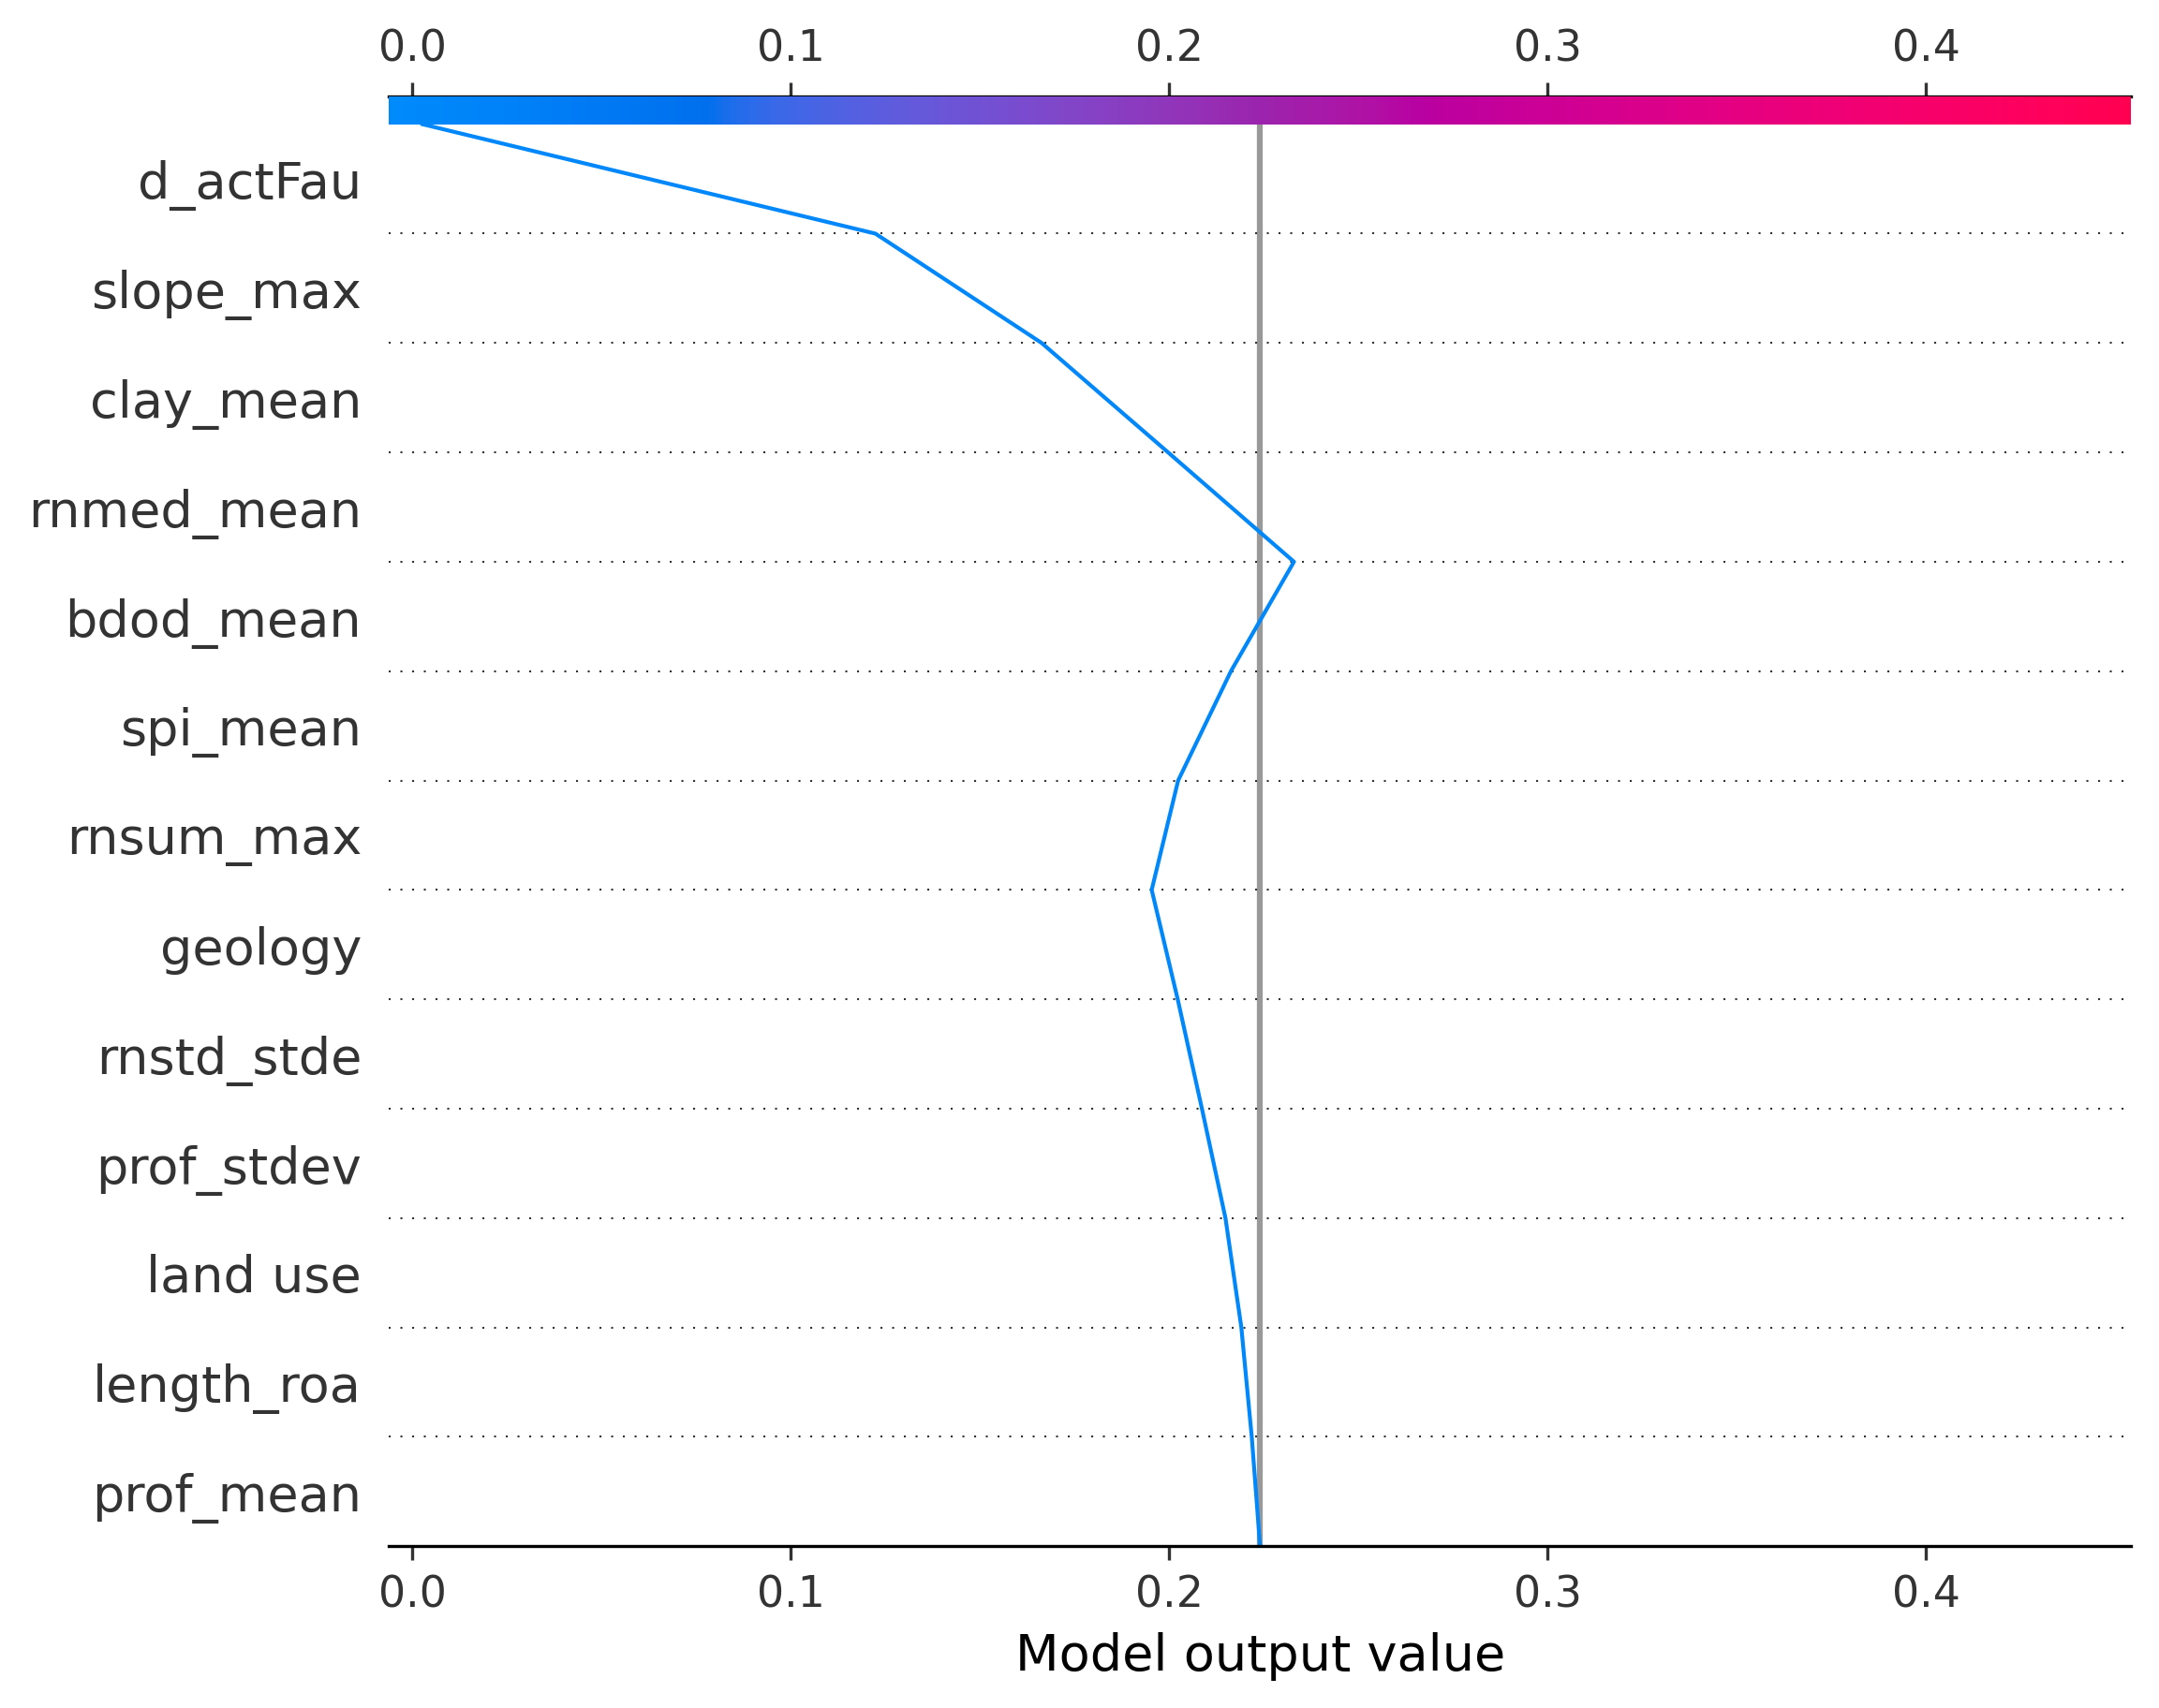 0.0 0.1 0.2 0.3 0.4
d_actFau
slope_max
clay_mean
rnmed_mean
bdod_mean
spi_mean
rnsum_max
geology
rnstd_stde
prof_stdev
land use
length_roa
prof_mean
0.0 0.1 0.2 0.3 0.4
Model output value